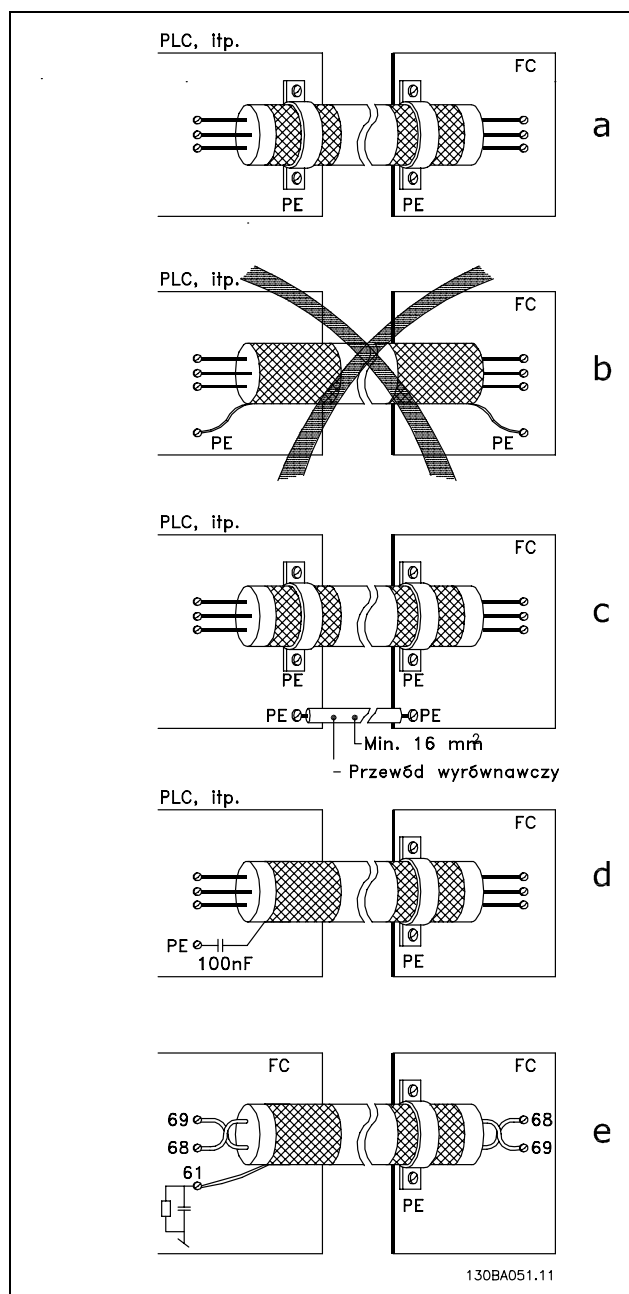 PLC, itp.
FC
a
PE
PE
PLC, itp.
FC
b
PE
PE
PLC, itp.
FC
c
PE
PE
PE
PE
Min. 16 mm²
- Przewód wyrównawczy
PLC, itp.
FC
d
PE
100nF
PE
FC
FC
69
68
68
69
e
61
PE
130BA051.11